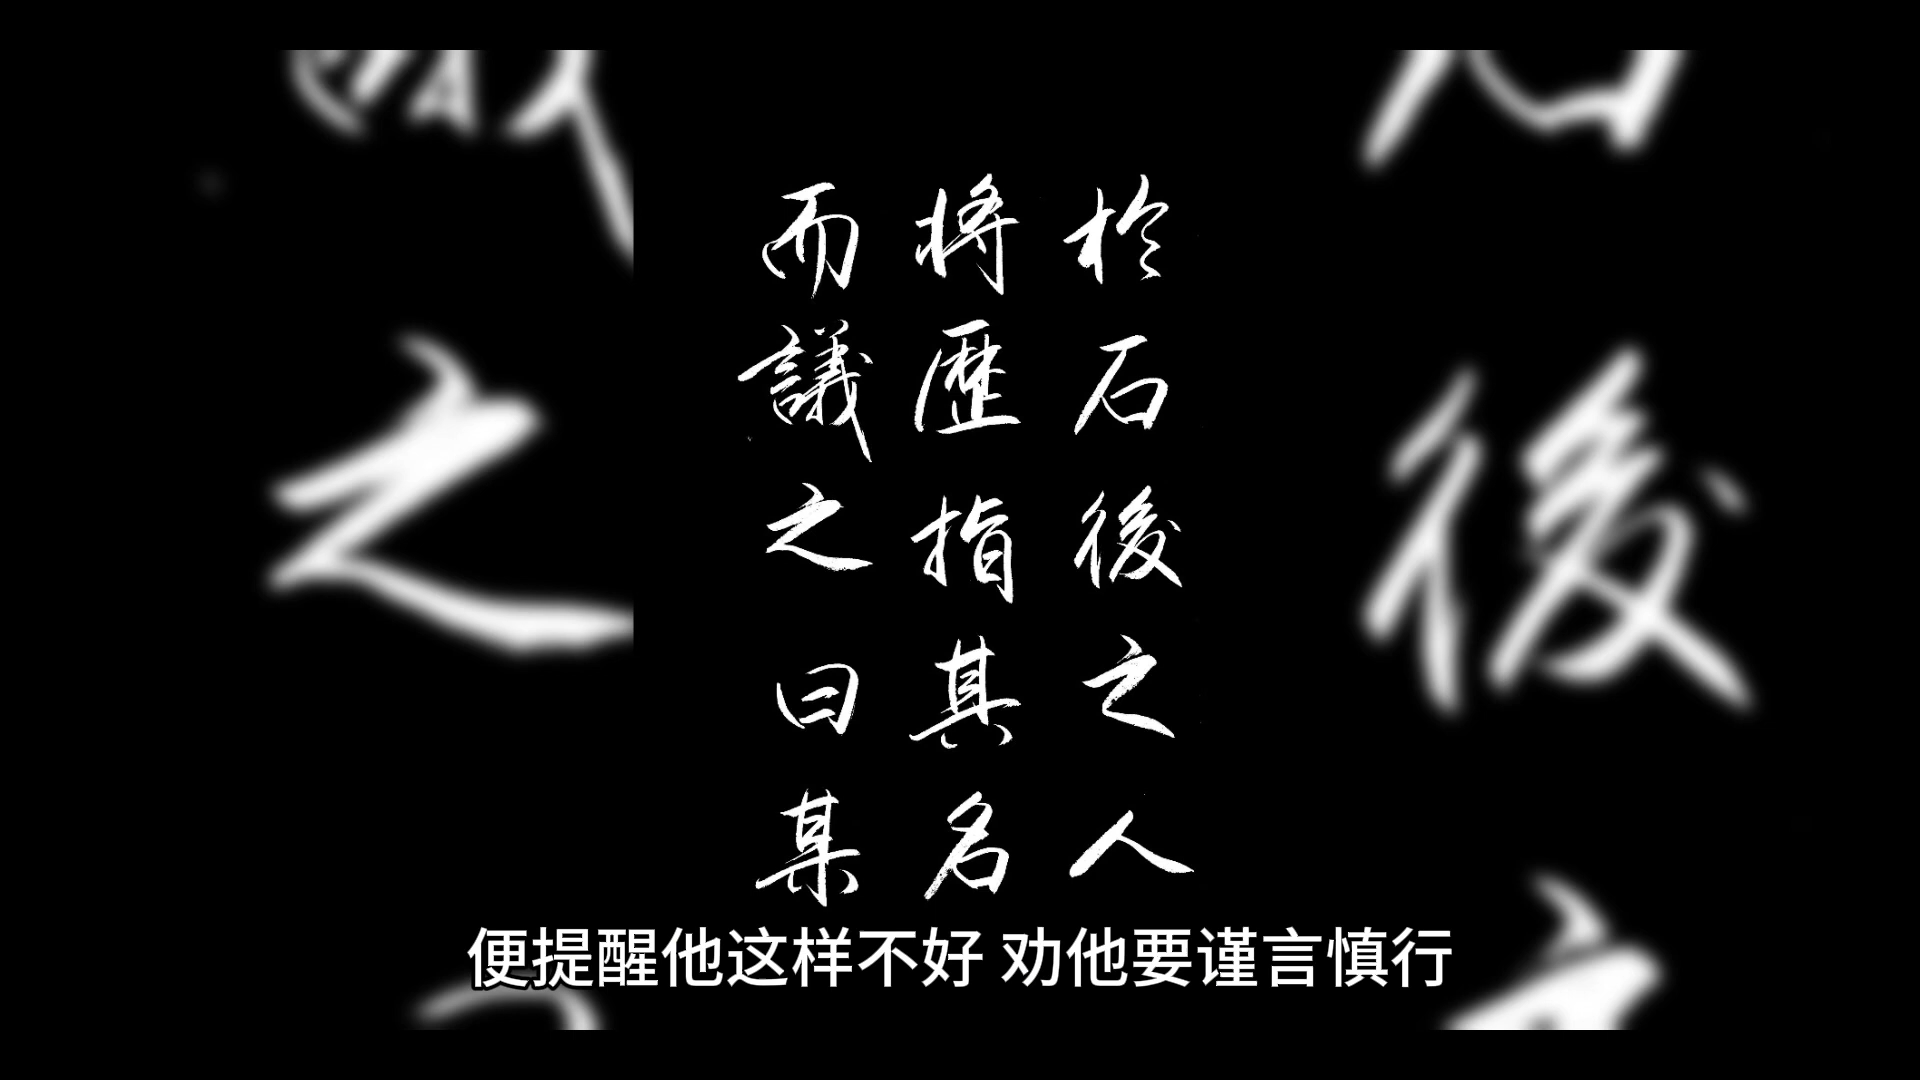 於石後之人
將歷指其名
而議之曰某
便提醒他这样不好 劝他要谨言慎行